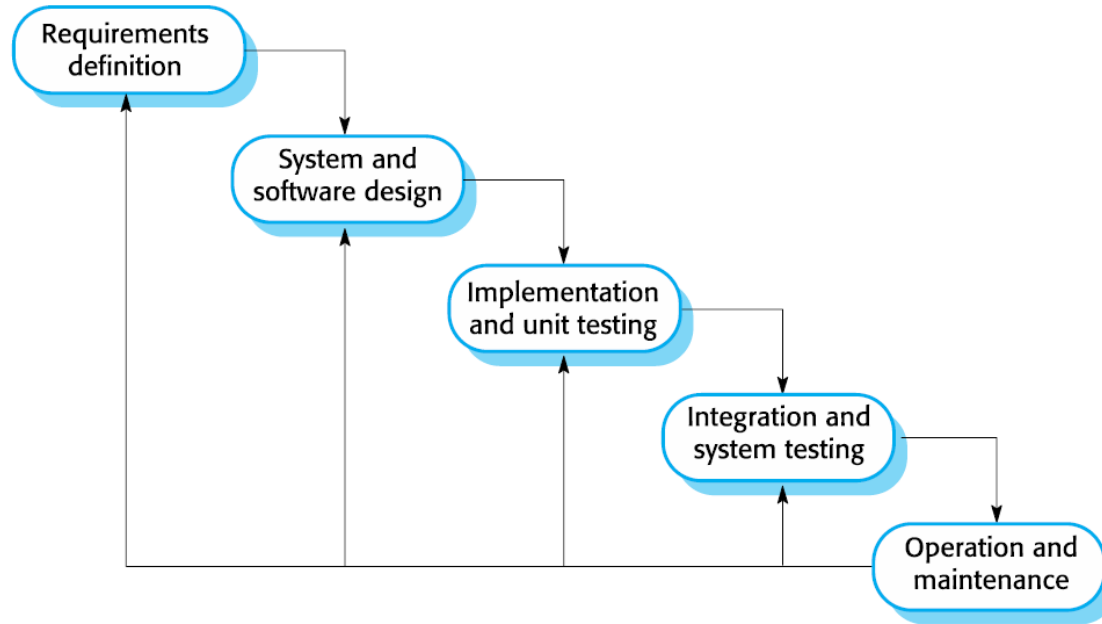 Requirements
definition
System and
software design
Implementation
and unit testing
Integration and
system testing
Operation and
maintenance